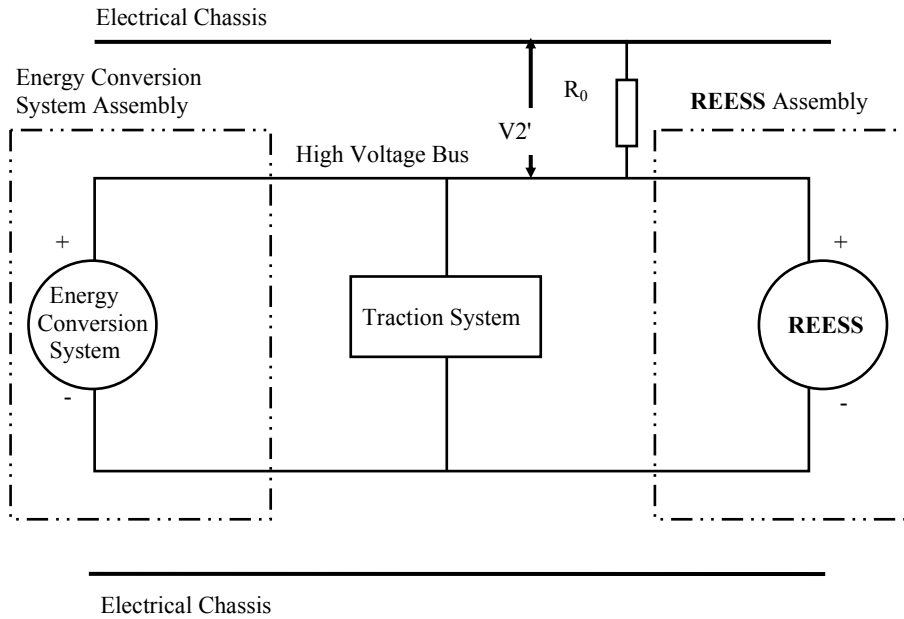 Electrical Chassis
Energy Conversion
System Assembly
R₀
REESS Assembly
V2'
High Voltage Bus
+
+
Energy
Conversion
System
Traction System
REESS
-
-
Electrical Chassis